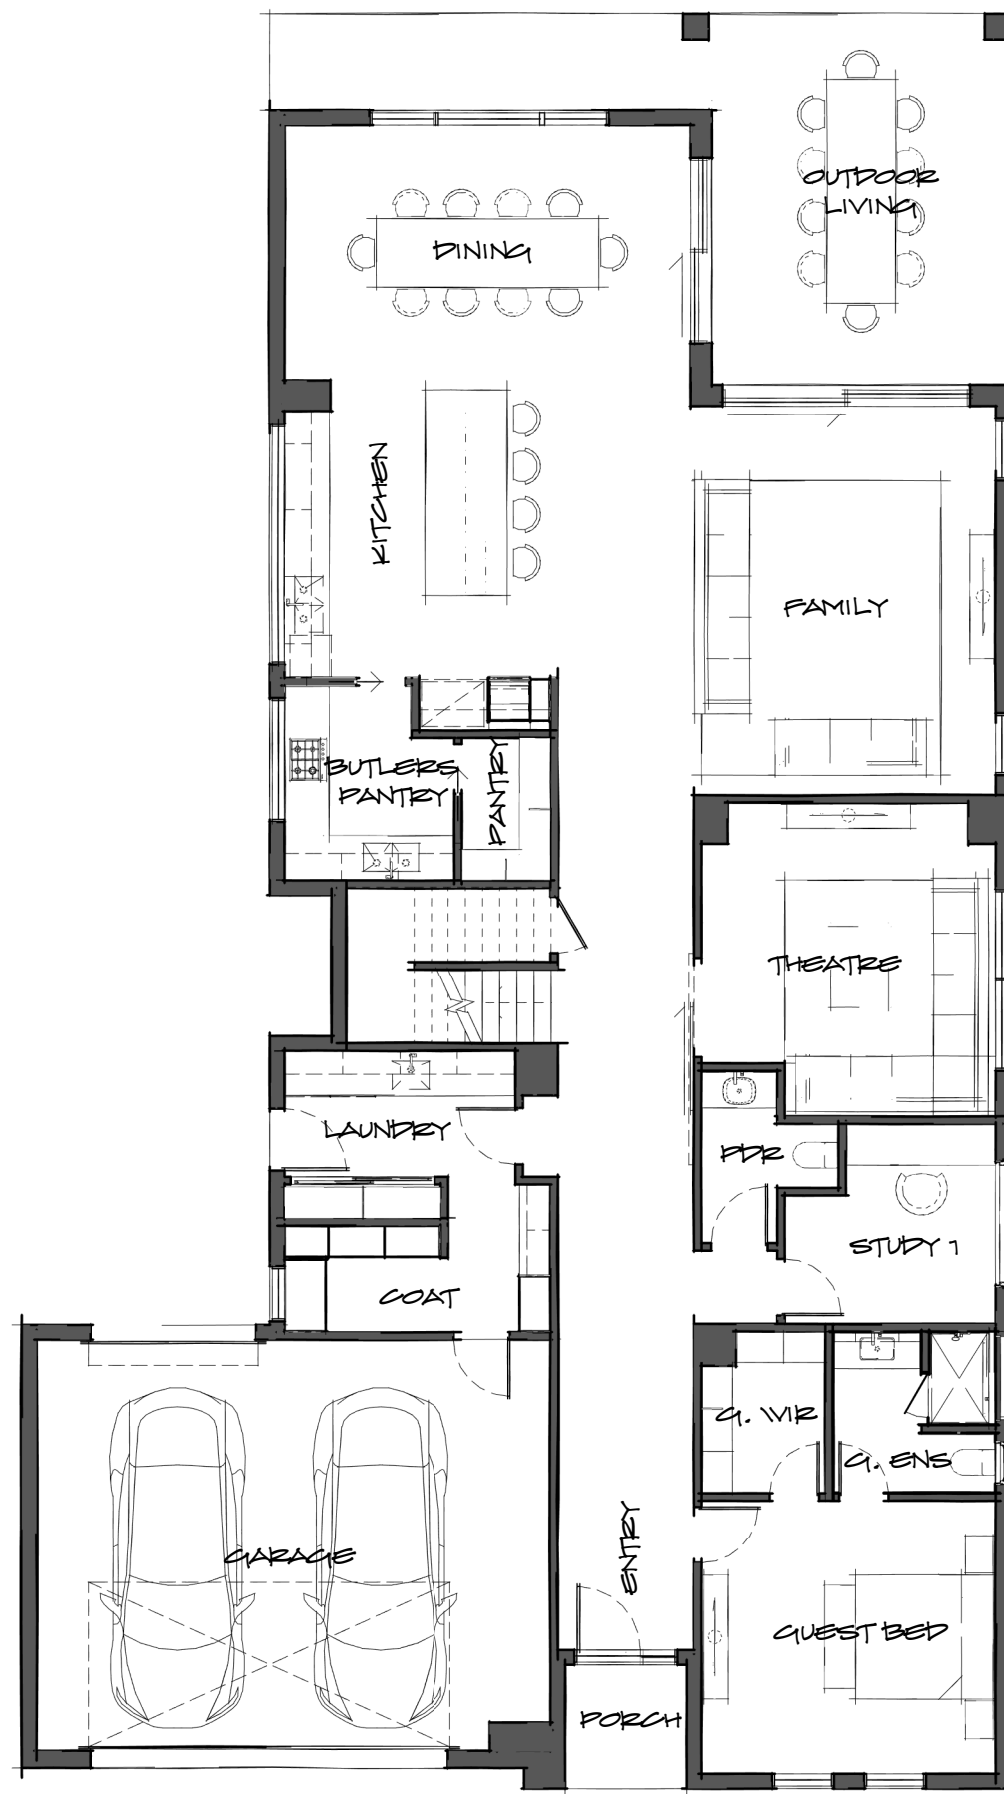 OUTDOOR
LIVING
DINING
KITCHEN
FAMILY
BUTLERS
PANTRY
PANTRY
THEATRE
LAUNDRY
PDR
STUDY 1
COAT
G. WIR
G. ENS
GARAGE
ENTRY
GUEST BED
PORCH